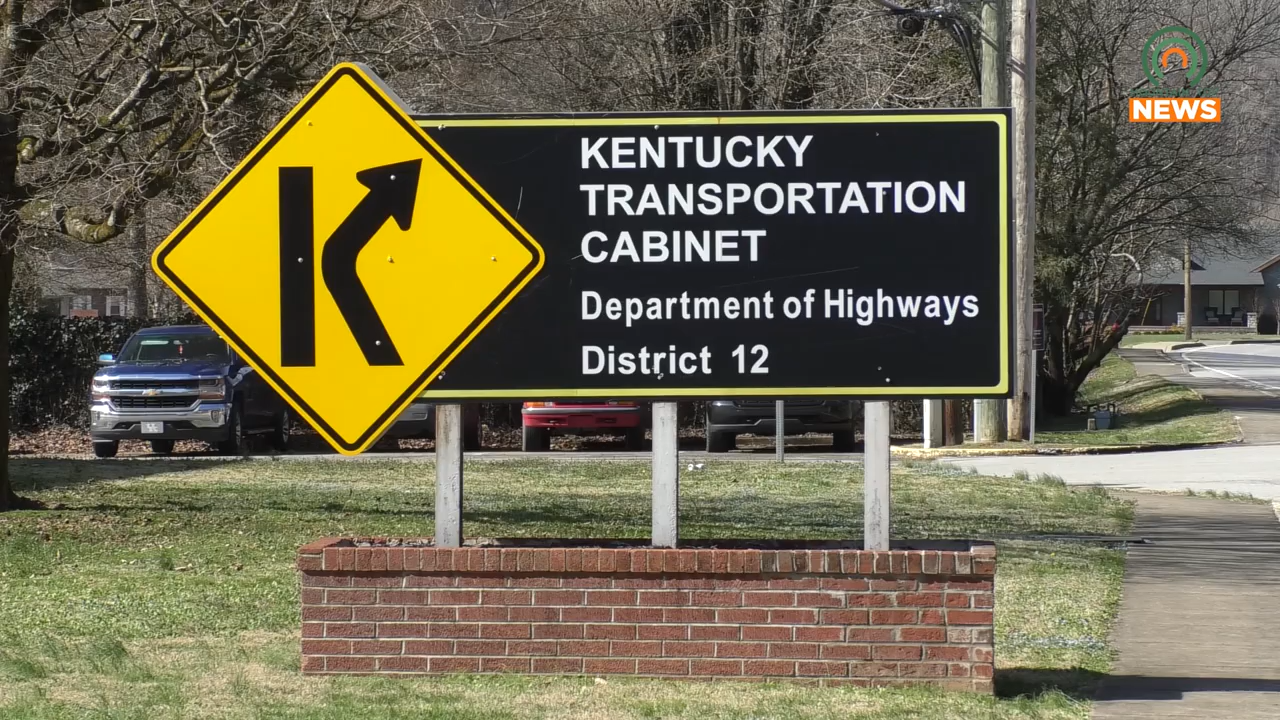 KENTUCKY
TRANSPORTATION
CABINET
Department of Highways
District 12
NEWS